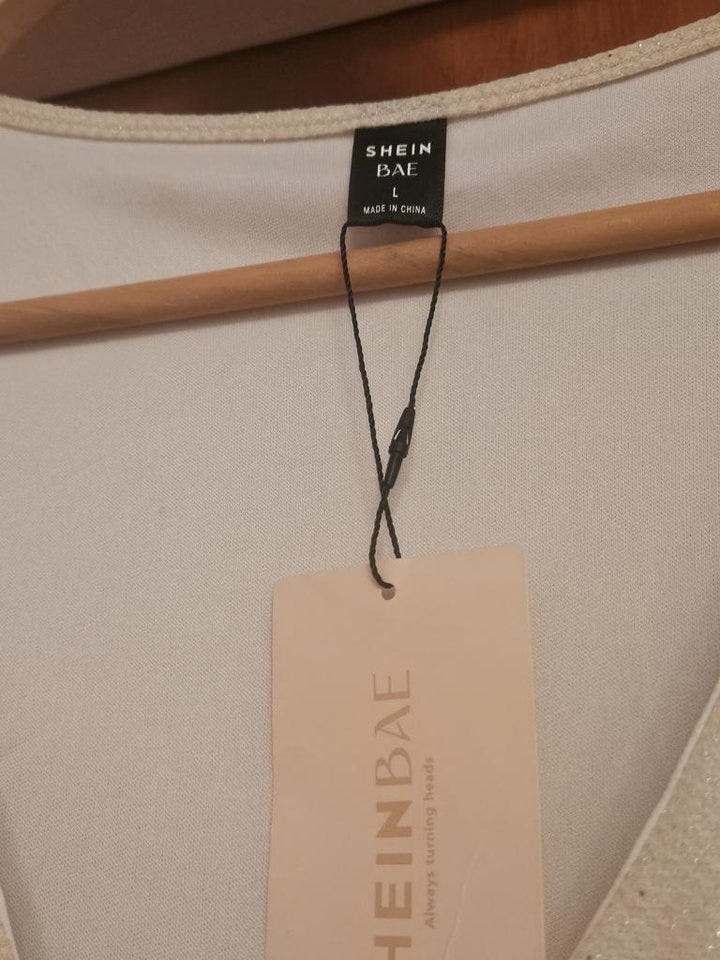 SHEIN
BAE
L
MADE IN CHINA
HEINBAE
Always turning heads